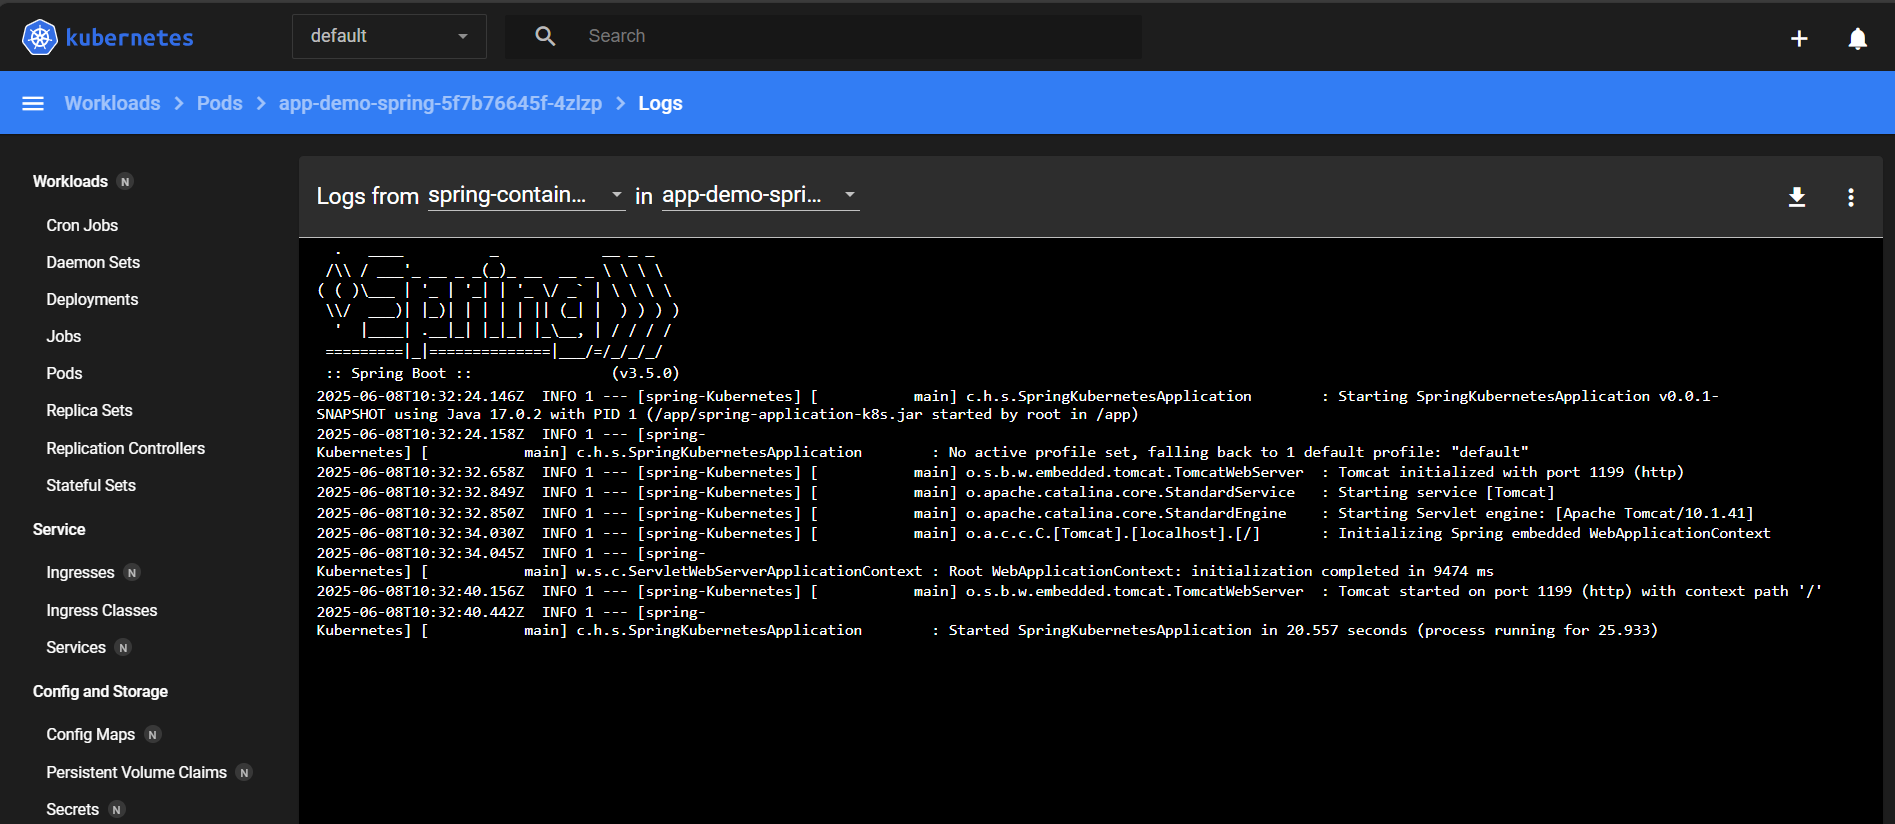 kubernetes
default
Search
Workloads > Pods > app-demo-spring-5f7b76645f-4zlzp > Logs
Workloads N
Cron Jobs
Daemon Sets
Deployments
Jobs
Pods
Replica Sets
Replication Controllers
Stateful Sets
Service
Ingresses N
Ingress Classes
Services N
Config and Storage
Config Maps N
Persistent Volume Claims N
Secrets N
Logs from spring-contain... in app-demo-spri...
  .   ____          _            __ _ _
 /\\ / ___'_ __ _ _(_)_ __  __ _ \ \ \ \
( ( )\___ | '_ | '_| | '_ \/ _` | \ \ \ \
 \\/  ___)| |_)| | | | | || (_| |  ) ) ) )
  '  |____| .__|_| |_|_| |_\__, | / / / /
 =========|_|==============|___/=/_/_/_/
 :: Spring Boot ::                (v3.5.0)
2025-06-08T10:32:24.146Z  INFO 1 --- [spring-Kubernetes] [           main] c.h.s.SpringKubernetesApplication        : Starting SpringKubernetesApplication v0.0.1-
SNAPSHOT using Java 17.0.2 with PID 1 (/app/spring-application-k8s.jar started by root in /app)
2025-06-08T10:32:24.158Z  INFO 1 --- [spring-
Kubernetes] [           main] c.h.s.SpringKubernetesApplication        : No active profile set, falling back to 1 default profile: "default"
2025-06-08T10:32:32.658Z  INFO 1 --- [spring-Kubernetes] [           main] o.s.b.w.embedded.tomcat.TomcatWebServer  : Tomcat initialized with port 1199 (http)
2025-06-08T10:32:32.849Z  INFO 1 --- [spring-Kubernetes] [           main] o.apache.catalina.core.StandardService   : Starting service [Tomcat]
2025-06-08T10:32:32.850Z  INFO 1 --- [spring-Kubernetes] [           main] o.apache.catalina.core.StandardEngine    : Starting Servlet engine: [Apache Tomcat/10.1.41]
2025-06-08T10:32:34.030Z  INFO 1 --- [spring-Kubernetes] [           main] o.a.c.c.C.[Tomcat].[localhost].[/]       : Initializing Spring embedded WebApplicationContext
2025-06-08T10:32:34.045Z  INFO 1 --- [spring-
Kubernetes] [           main] w.s.c.ServletWebServerApplicationContext : Root WebApplicationContext: initialization completed in 9474 ms
2025-06-08T10:32:40.156Z  INFO 1 --- [spring-Kubernetes] [           main] o.s.b.w.embedded.tomcat.TomcatWebServer  : Tomcat started on port 1199 (http) with context path '/'
2025-06-08T10:32:40.442Z  INFO 1 --- [spring-
Kubernetes] [           main] c.h.s.SpringKubernetesApplication        : Started SpringKubernetesApplication in 20.557 seconds (process running for 25.933)